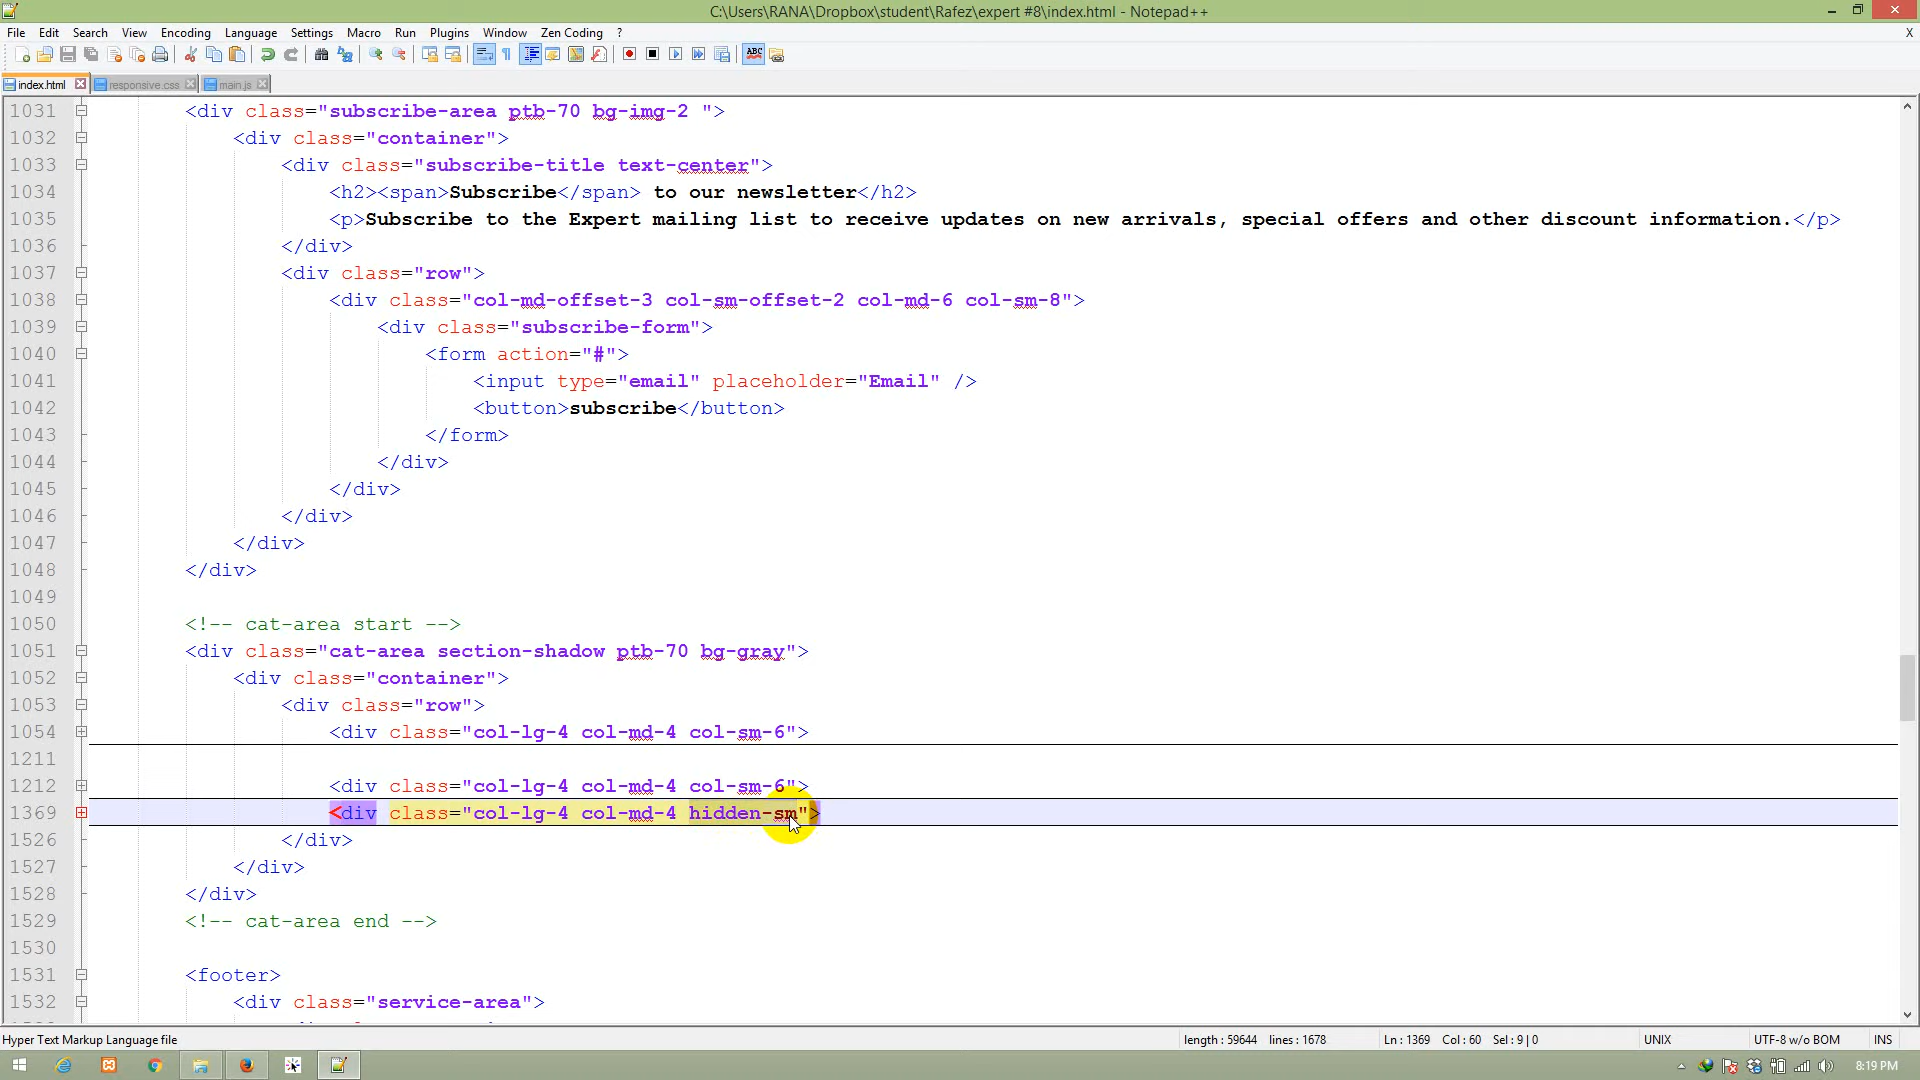 C:\Users\RANA\Dropbox\student\Rafez\expert #8\index.html - Notepad++
File Edit Search View Encoding Language Settings Macro Run Plugins Window Zen Coding ? X
index.html responsive.css main.js
1031 <div class="subscribe-area ptb-70 bg-img-2 ">
1032 <div class="container">
1033 <div class="subscribe-title text-center">
1034 <h2><span>Subscribe</span> to our newsletter</h2>
1035 <p>Subscribe to the Expert mailing list to receive updates on new arrivals, special offers and other discount information.</p>
1036 </div>
1037 <div class="row">
1038 <div class="col-md-offset-3 col-sm-offset-2 col-md-6 col-sm-8">
1039 <div class="subscribe-form">
1040 <form action="#">
1041 <input type="email" placeholder="Email" />
1042 <button>subscribe</button>
1043 </form>
1044 </div>
1045 </div>
1046 </div>
1047 </div>
1048 </div>
1049
1050 <!-- cat-area start -->
1051 <div class="cat-area section-shadow ptb-70 bg-gray">
1052 <div class="container">
1053 <div class="row">
1054 <div class="col-lg-4 col-md-4 col-sm-6">
1211
1212 <div class="col-lg-4 col-md-4 col-sm-6">
1369 <div class="col-lg-4 col-md-4 hidden-sm">
1526 </div>
1527 </div>
1528 </div>
1529 <!-- cat-area end -->
1530
1531 <footer>
1532 <div class="service-area">
Hyper Text Markup Language file length : 59644 lines : 1678 Ln : 1369 Col : 60 Sel : 9 | 0 UNIX UTF-8 w/o BOM INS
8:19 PM